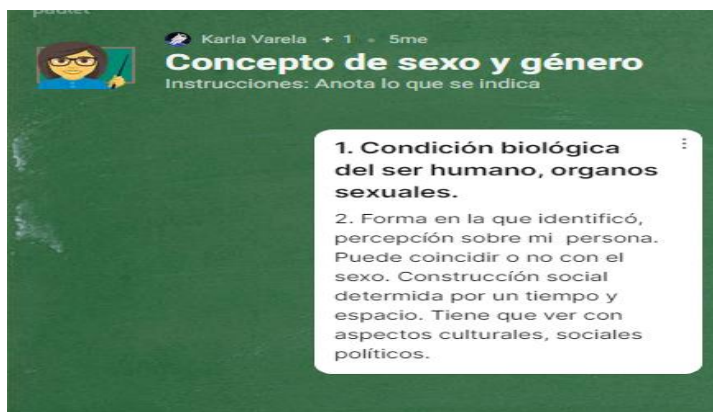 Karla Varela + 1 - 5me
Concepto de sexo y género
Instrucciones: Anota lo que se indica
1. Condición biológica
del ser humano, organos
sexuales.
2. Forma en la que identificó,
percepción sobre mi persona.
Puede coincidir o no con el
sexo. Construcción social
determida por un tiempo y
espacio. Tiene que ver con
aspectos culturales, sociales
políticos.